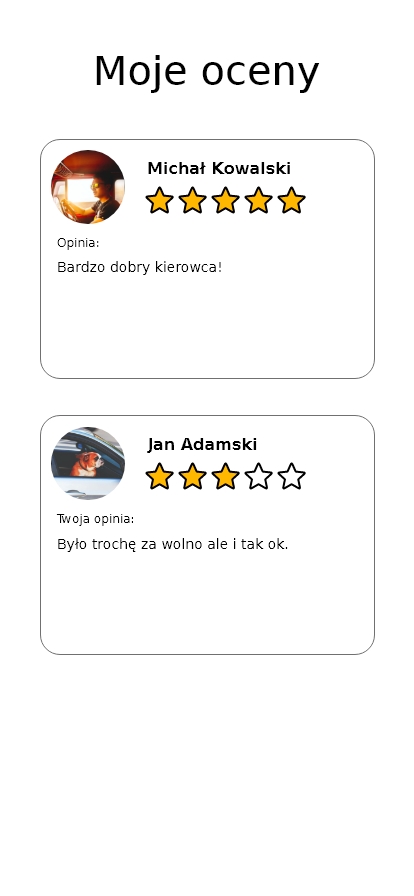 Moje oceny
Michał Kowalski
Opinia:
Bardzo dobry kierowca!
Jan Adamski
Twoja opinia:
Było trochę za wolno ale i tak ok.